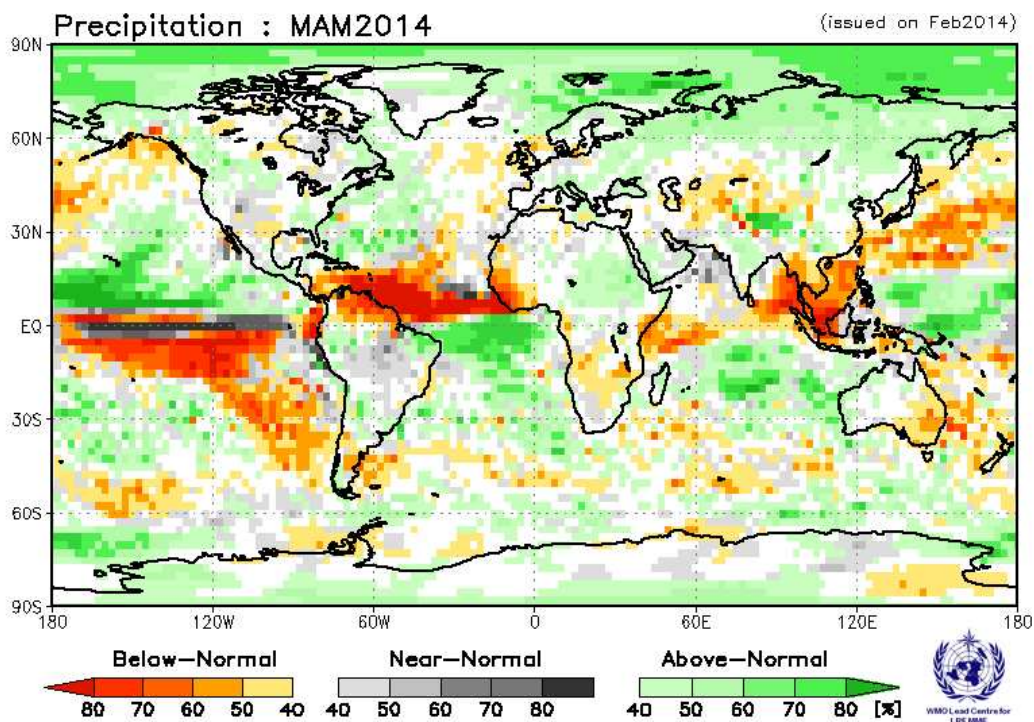 Precipitation : MAM2014
(issued on Feb2014)
90N
60N
30N
EQ
30S
60S
90S
180 120W 60W 0 60E 120E 180
Below-Normal Near-Normal Above-Normal
80 70 60 50 40 40 50 60 70 80 40 50 60 70 80 [%]
WMO Lead Centre for